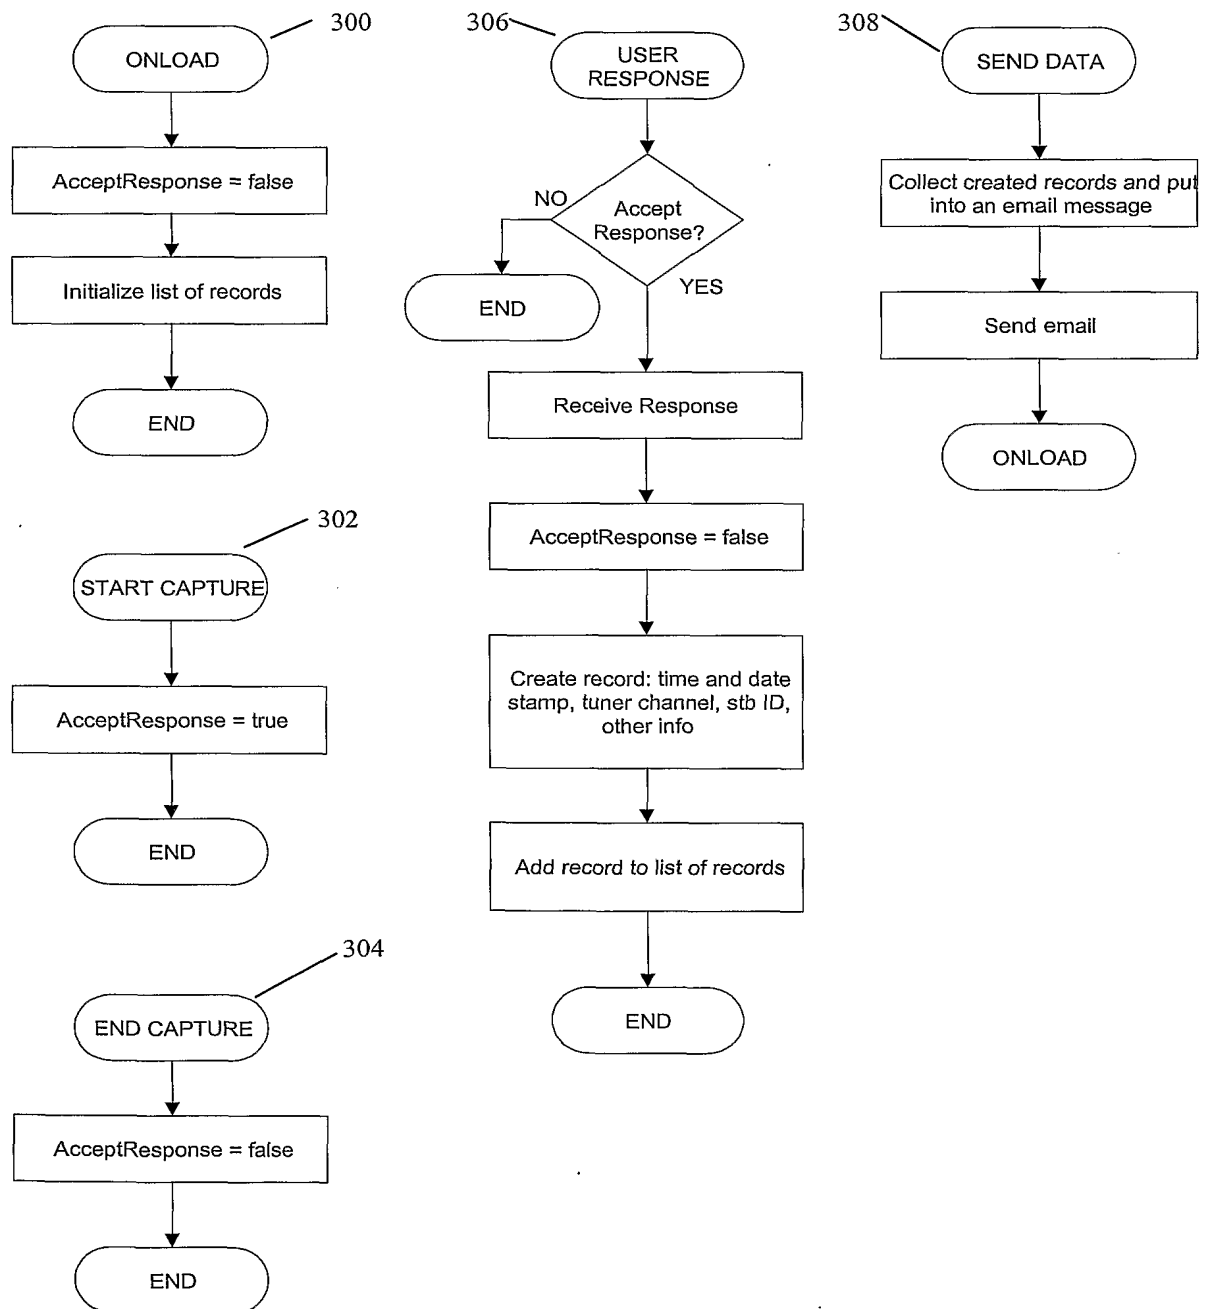 300
ONLOAD
AcceptResponse = false
Initialize list of records
END
302
START CAPTURE
AcceptResponse = true
END
304
END CAPTURE
AcceptResponse = false
END
306
USER
RESPONSE
Accept
Response?
NO
END
YES
Receive Response
AcceptResponse = false
Create record: time and date
stamp, tuner channel, stb ID,
other info
Add record to list of records
END
308
SEND DATA
Collect created records and put
into an email message
Send email
ONLOAD